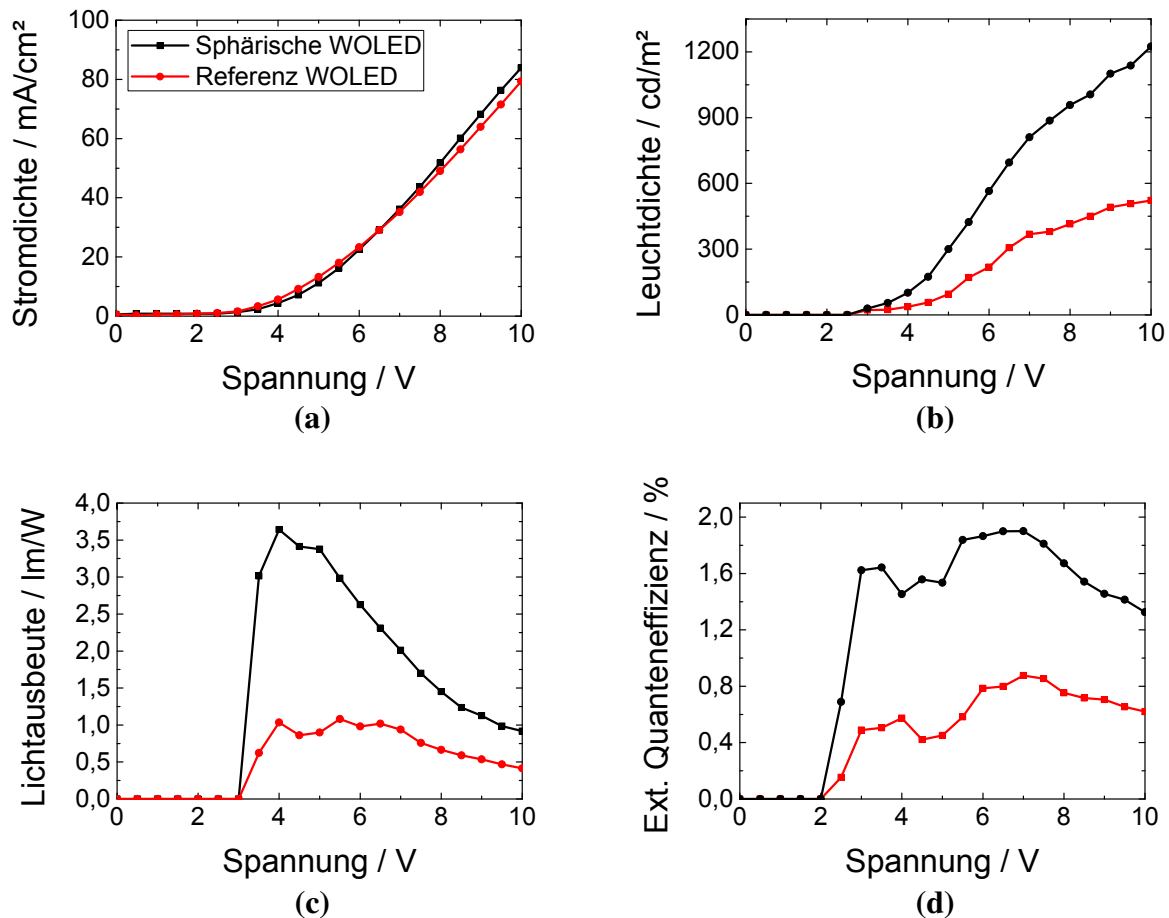 Stromdichte / mA/cm²
100
80
60
40
20
0
Sphärische WOLED
Referenz WOLED
0 2 4 6 8 10
Spannung / V
(a)
Leuchtdichte / cd/m²
1200
900
600
300
0
0 2 4 6 8 10
Spannung / V
(b)
Lichtausbeute / lm/W
4,0
3,5
3,0
2,5
2,0
1,5
1,0
0,5
0,0
0 2 4 6 8 10
Spannung / V
(c)
Ext. Quanteneffizienz / %
2,0
1,6
1,2
0,8
0,4
0,0
0 2 4 6 8 10
Spannung / V
(d)